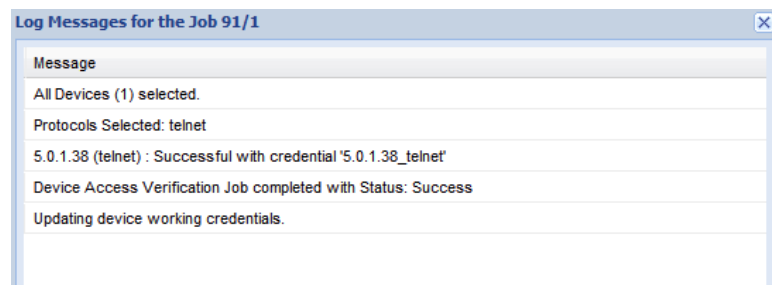 Log Messages for the Job 91/1
Message
All Devices (1) selected.
Protocols Selected: telnet
5.0.1.38 (telnet) : Successful with credential '5.0.1.38_telnet'
Device Access Verification Job completed with Status: Success
Updating device working credentials.